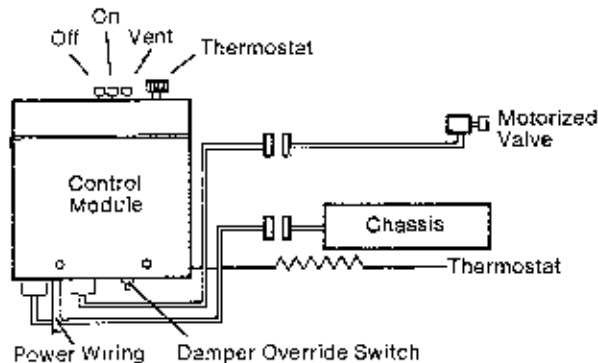 On
Off
Vent
Thermostat
Motorized
Valve
Control
Module
Chassis
Thermostat
Power Wiring
Damper Override Switch